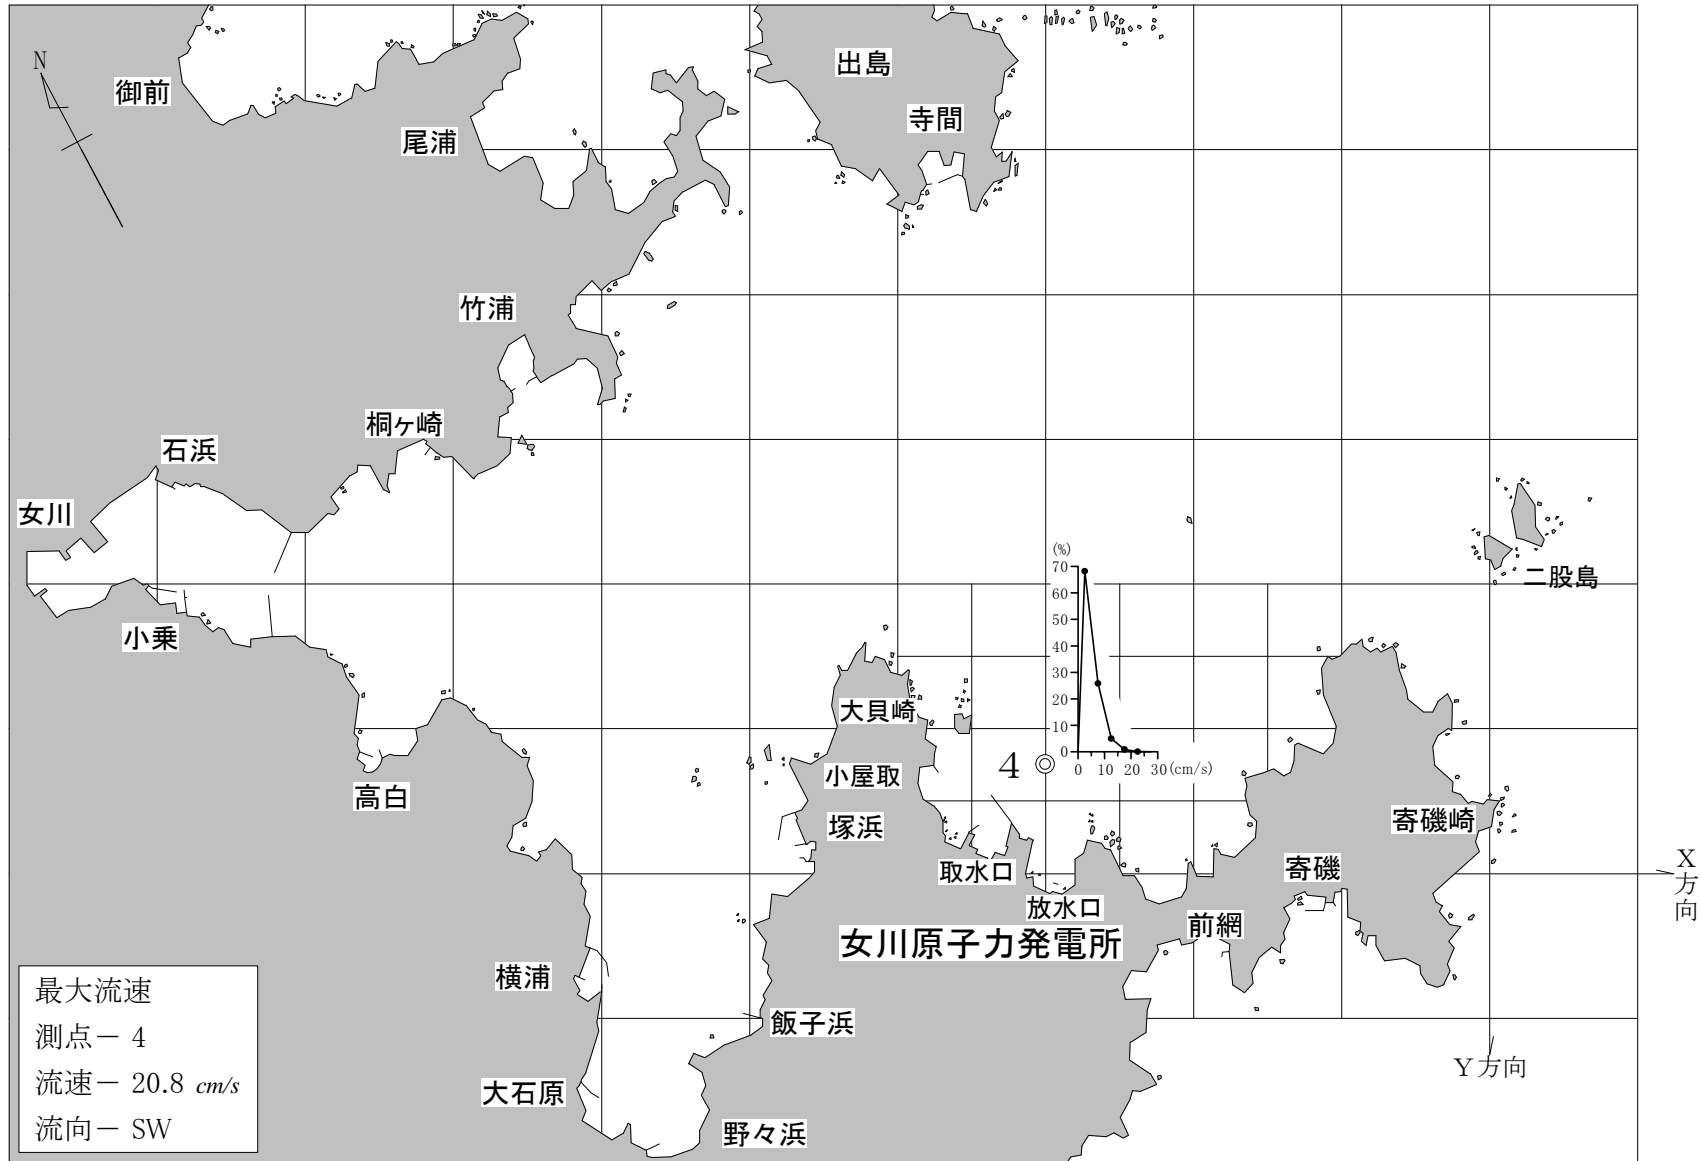 出島
N
御前
寺間
尾浦
竹浦
桐ヶ崎
石浜
女川
(%)
70
60
50
40
30
20
10
0
0 10 20 30(cm/s)
4
二股島
小乗
大貝崎
小屋取
高白
塚浜
寄磯崎
取水口
寄磯
X方向
放水口
前網
女川原子力発電所
横浦
飯子浜
Y方向
大石原
野々浜
最大流速
測点－ 4
流速－ 20.8 cm/s
流向－ SW